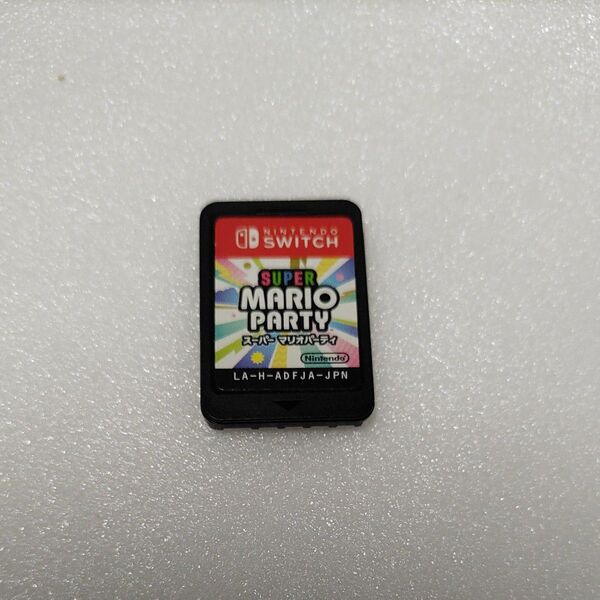 NINTENDO
SWITCH
SUPER
MARIO
PARTY
スーパー マリオパーティ
Nintendo
LA-H-ADFJA-JPN